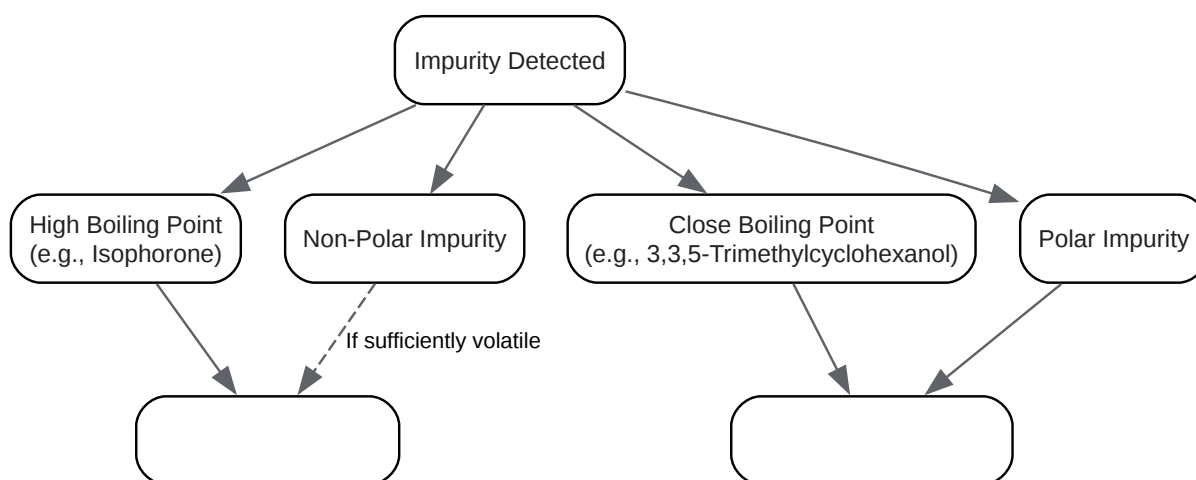 Impurity Detected
High Boiling Point
(e.g., Isophorone)
Non-Polar Impurity
Close Boiling Point
(e.g., 3,3,5-Trimethylcyclohexanol)
Polar Impurity
If sufficiently volatile